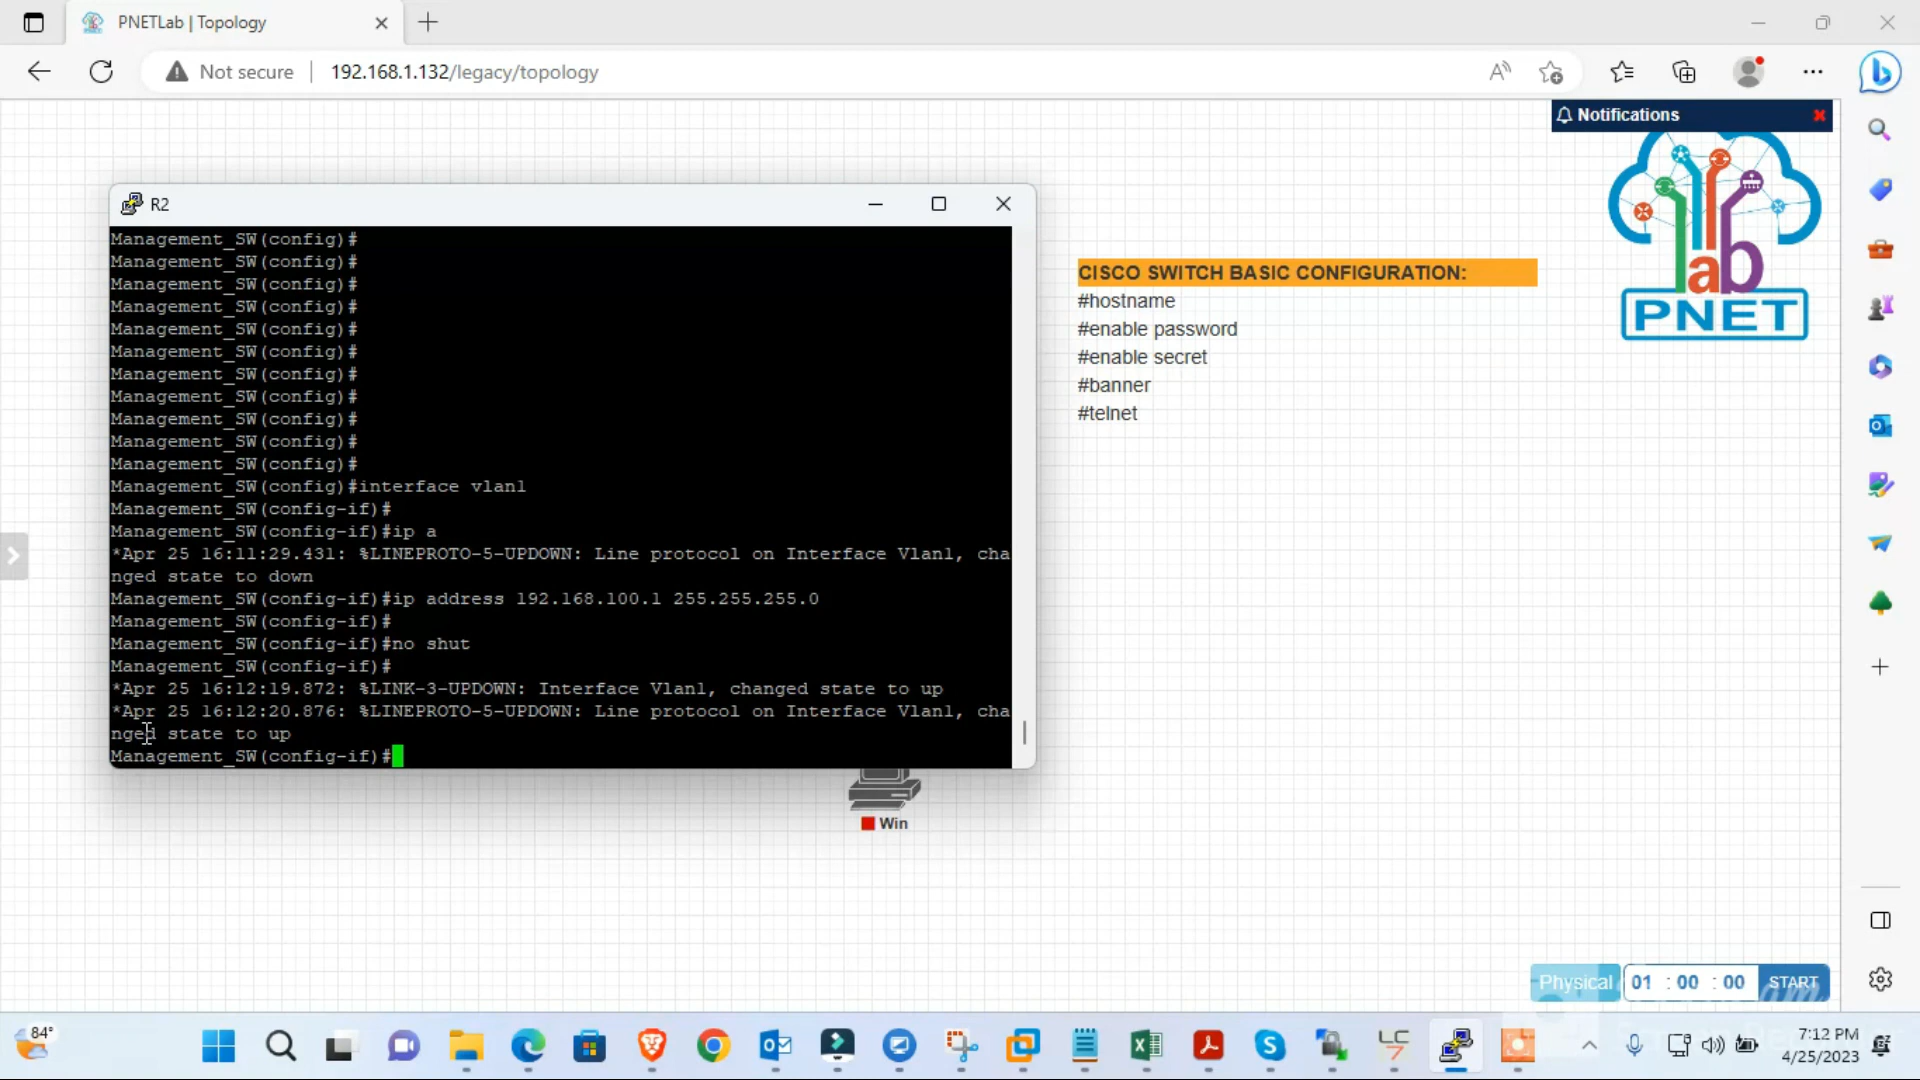 PNETLab | Topology
Not secure
192.168.1.132/legacy/topology
Notifications
lab
PNET
R2
Management_SW(config)#
Management_SW(config)#
Management_SW(config)#
Management_SW(config)#
Management_SW(config)#
Management_SW(config)#
Management_SW(config)#
Management_SW(config)#
Management_SW(config)#
Management_SW(config)#
Management_SW(config)#
Management_SW(config)#interface vlan1
Management_SW(config-if)#
Management_SW(config-if)#ip a
*Apr 25 16:11:29.431: %LINEPROTO-5-UPDOWN: Line protocol on Interface Vlan1, cha
nged state to down
Management_SW(config-if)#ip address 192.168.100.1 255.255.255.0
Management_SW(config-if)#
Management_SW(config-if)#no shut
Management_SW(config-if)#
*Apr 25 16:12:19.872: %LINK-3-UPDOWN: Interface Vlan1, changed state to up
*Apr 25 16:12:20.876: %LINEPROTO-5-UPDOWN: Line protocol on Interface Vlan1, cha
nged state to up
Management_SW(config-if)#
CISCO SWITCH BASIC CONFIGURATION:
#hostname
#enable password
#enable secret
#banner
#telnet
Win
Physical
01 : 00 : 00
START
84°
7:12 PM
4/25/2023